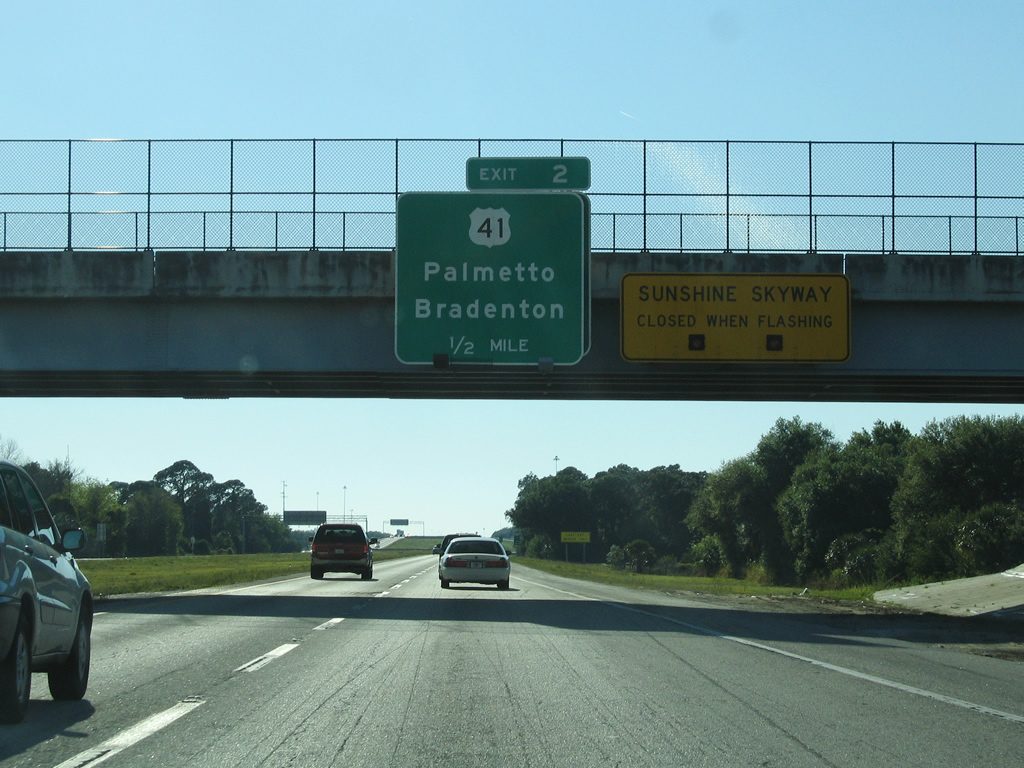 EXIT 2
41
Palmetto
Bradenton
1/2 MILE
SUNSHINE SKYWAY
CLOSED WHEN FLASHING